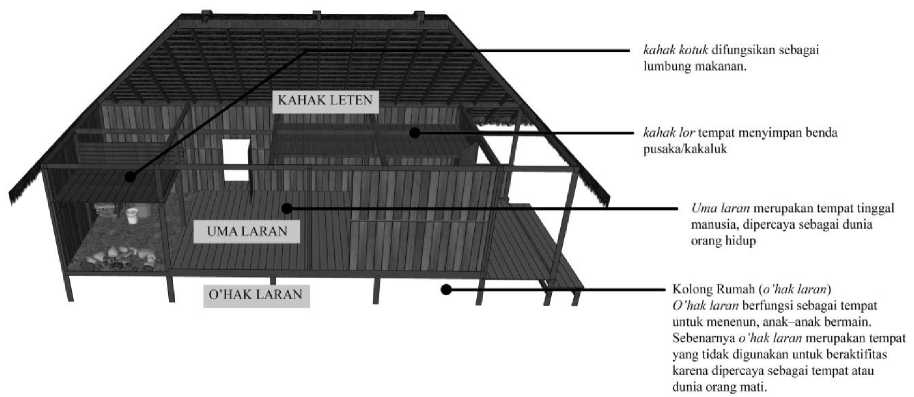 kahak kotuk difungsikan sebagai
lumbung makanan.
KAHAK LETEN
kahak lor tempat menyimpan benda
pusaka/kakaluk
Uma laran merupakan tempat tinggal
manusia, dipercaya sebagai dunia
orang hidup
UMA LARAN
O'HAK LARAN
Kolong Rumah (o'hak laran)
O'hak laran berfungsi sebagai tempat
untuk menenun, anak–anak bermain.
Sebenarnya o'hak laran merupakan tempat
yang tidak digunakan untuk beraktifitas
karena dipercaya sebagai tempat atau
dunia orang mati.